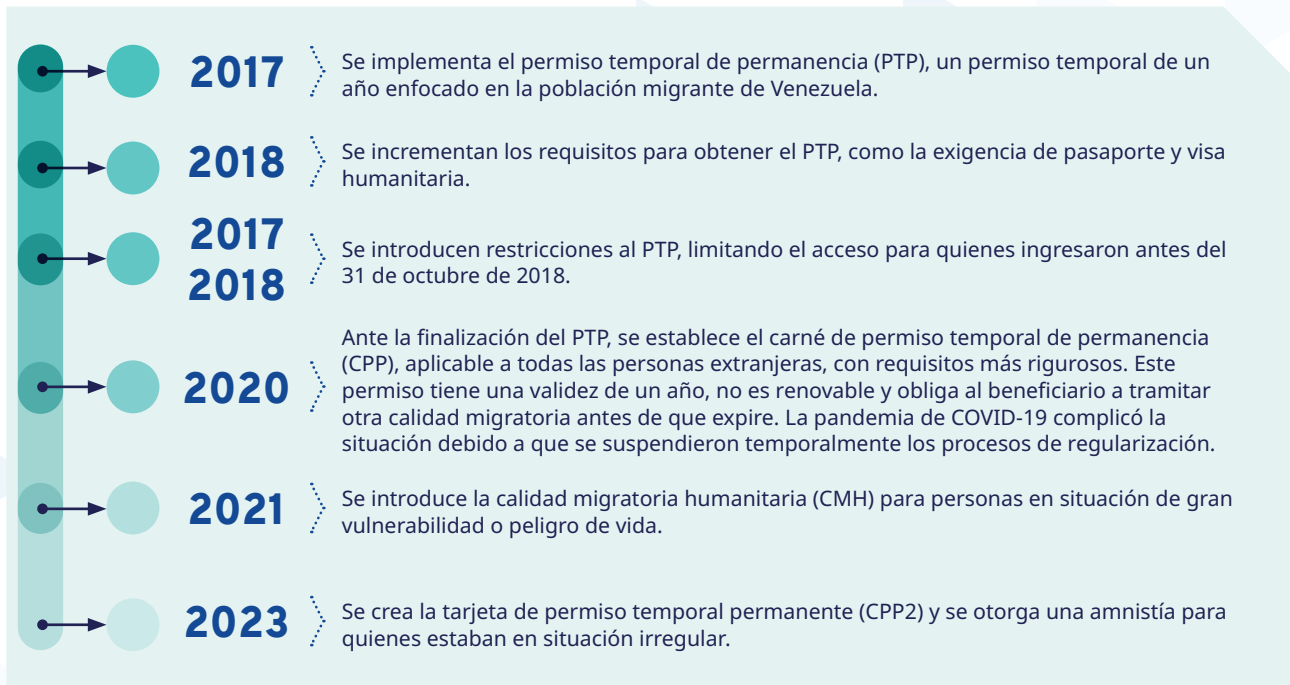 2017
Se implementa el permiso temporal de permanencia (PTP), un permiso temporal de un
año enfocado en la población migrante de Venezuela.
2018
Se incrementan los requisitos para obtener el PTP, como la exigencia de pasaporte y visa
humanitaria.
2017
2018
Se introducen restricciones al PTP, limitando el acceso para quienes ingresaron antes del
31 de octubre de 2018.
2020
Ante la finalización del PTP, se establece el carné de permiso temporal de permanencia
(CPP), aplicable a todas las personas extranjeras, con requisitos más rigurosos. Este
permiso tiene una validez de un año, no es renovable y obliga al beneficiario a tramitar
otra calidad migratoria antes de que expire. La pandemia de COVID-19 complicó la
situación debido a que se suspendieron temporalmente los procesos de regularización.
2021
Se introduce la calidad migratoria humanitaria (CMH) para personas en situación de gran
vulnerabilidad o peligro de vida.
2023
Se crea la tarjeta de permiso temporal permanente (CPP2) y se otorga una amnistía para
quienes estaban en situación irregular.